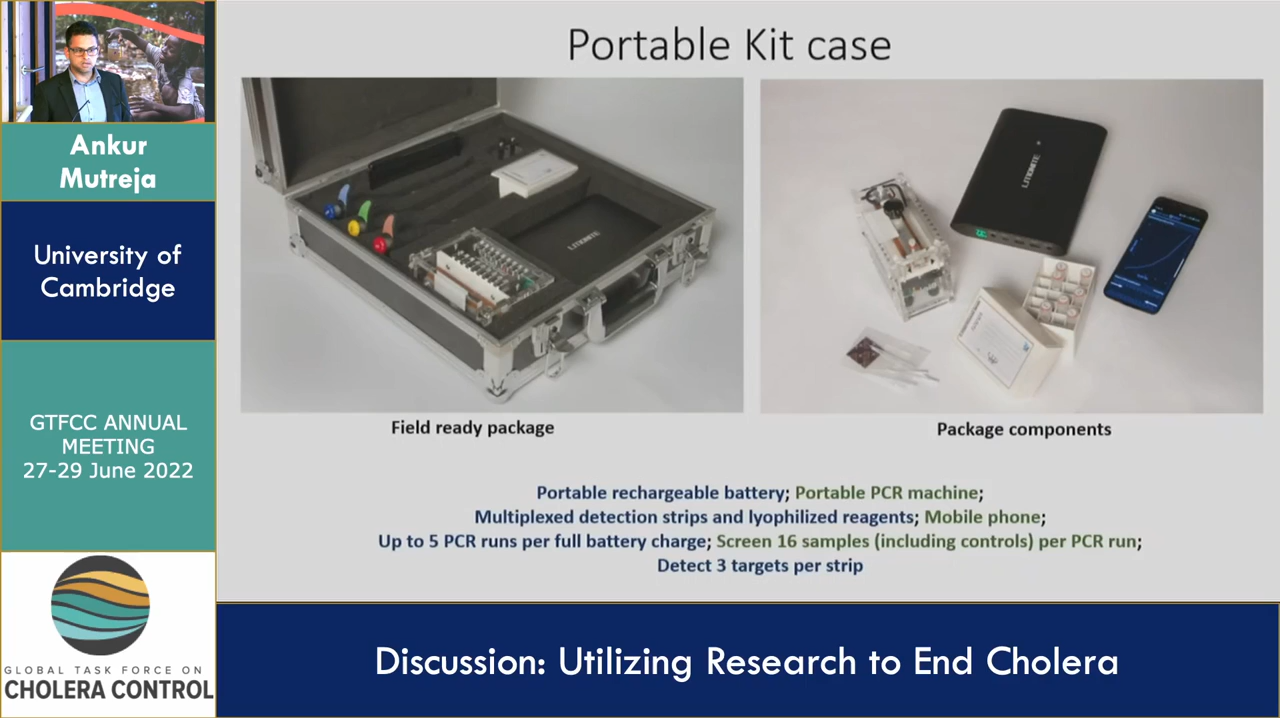 Portable Kit case
Ankur
Mutreja
University of
Cambridge
GTFCC ANNUAL
MEETING
27-29 June 2022
GLOBAL TASK FORCE ON
CHOLERA CONTROL
LITIONITE
LITIONITE
Field ready package
Package components
Portable rechargeable battery; Portable PCR machine;
Multiplexed detection strips and lyophilized reagents; Mobile phone;
Up to 5 PCR runs per full battery charge; Screen 16 samples (including controls) per PCR run;
Detect 3 targets per strip
Discussion: Utilizing Research to End Cholera